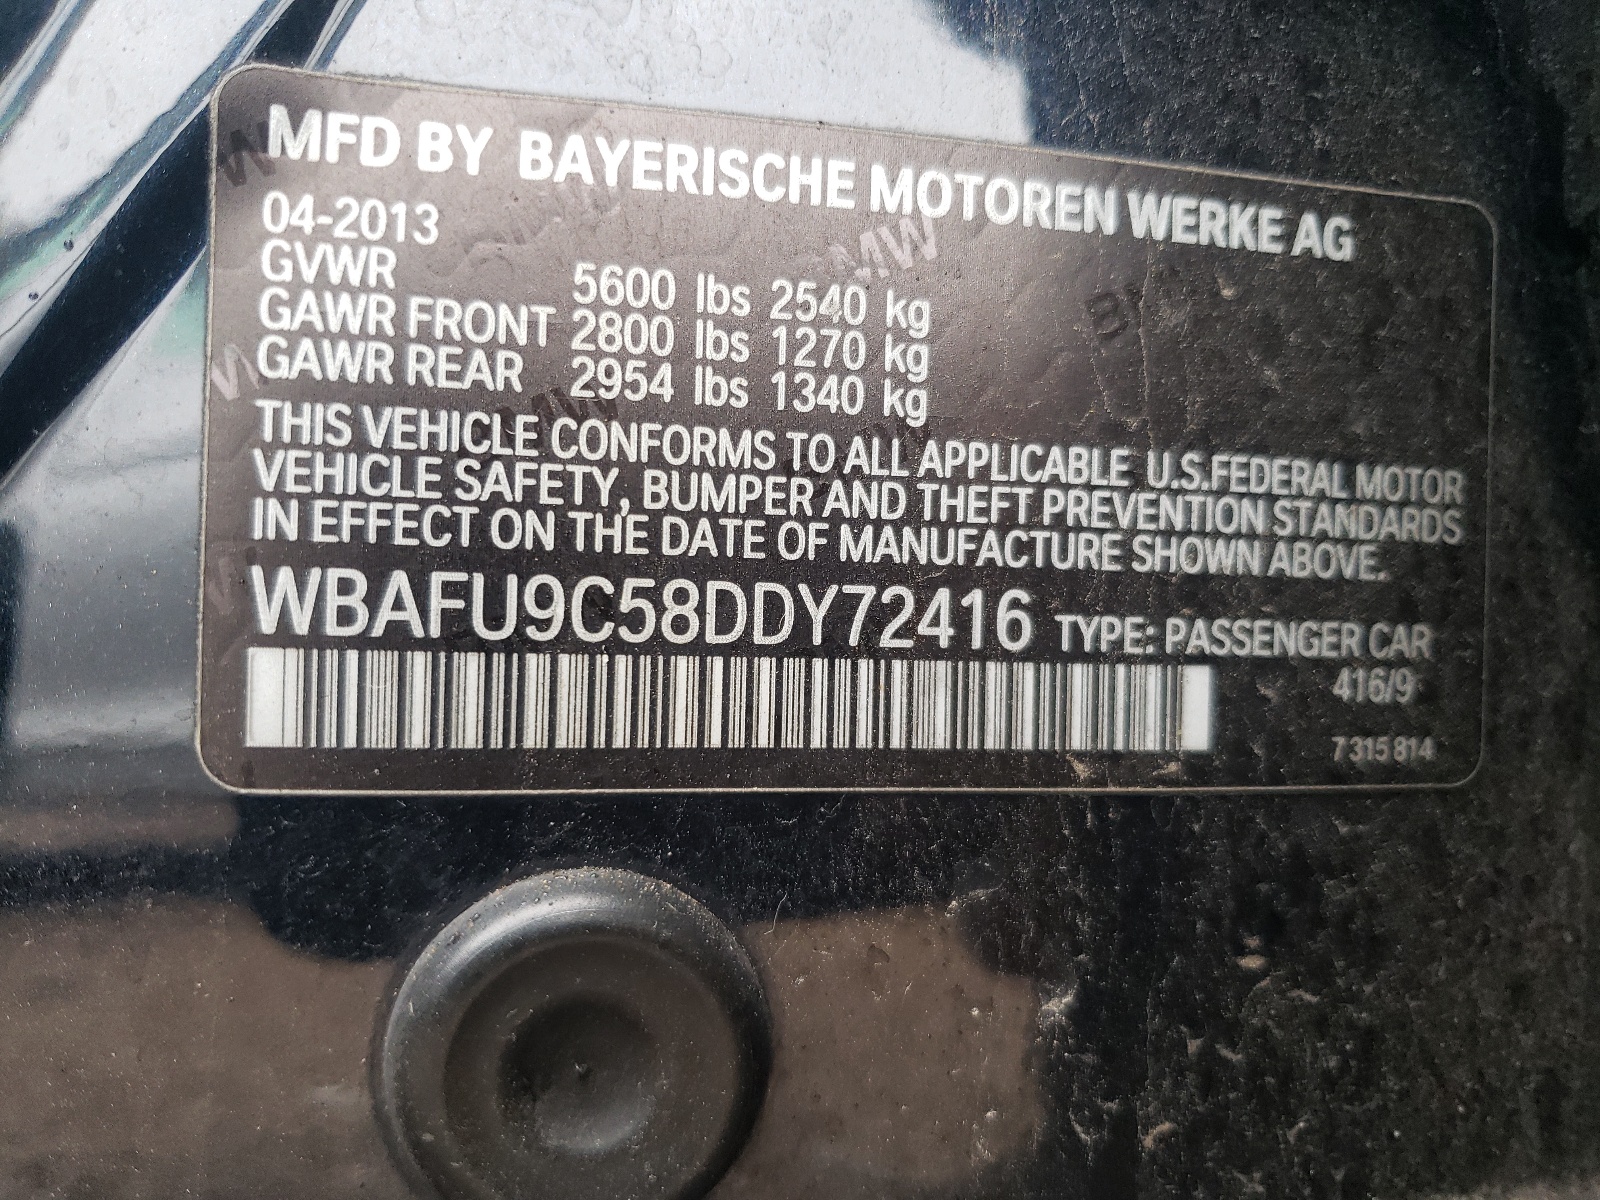 MFD BY BAYERISCHE MOTOREN WERKE AG
04-2013
GVWR 5600 lbs 2540 kg
GAWR FRONT 2800 lbs 1270 kg
GAWR REAR 2954 lbs 1340 kg
THIS VEHICLE CONFORMS TO ALL APPLICABLE U.S.FEDERAL MOTOR
VEHICLE SAFETY, BUMPER AND THEFT PREVENTION STANDARDS
IN EFFECT ON THE DATE OF MANUFACTURE SHOWN ABOVE.
WBAFU9C58DDY72416 TYPE: PASSENGER CAR
416/9
7 315 814